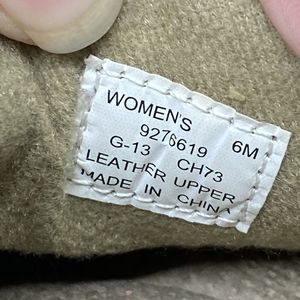 WOMEN'S
9276619 6M
G-13 CH73
LEATHER UPPER
MADE IN CHINA